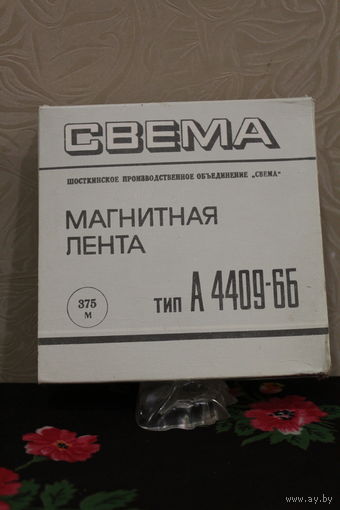 СВЕМА
ШОСТКИНСКОЕ ПРОИЗВОДСТВЕННОЕ ОБЪЕДИНЕНИЕ „СВЕМА"
МАГНИТНАЯ
ЛЕНТА
375
М
ТИП А 4409-6Б
© www.ay.by